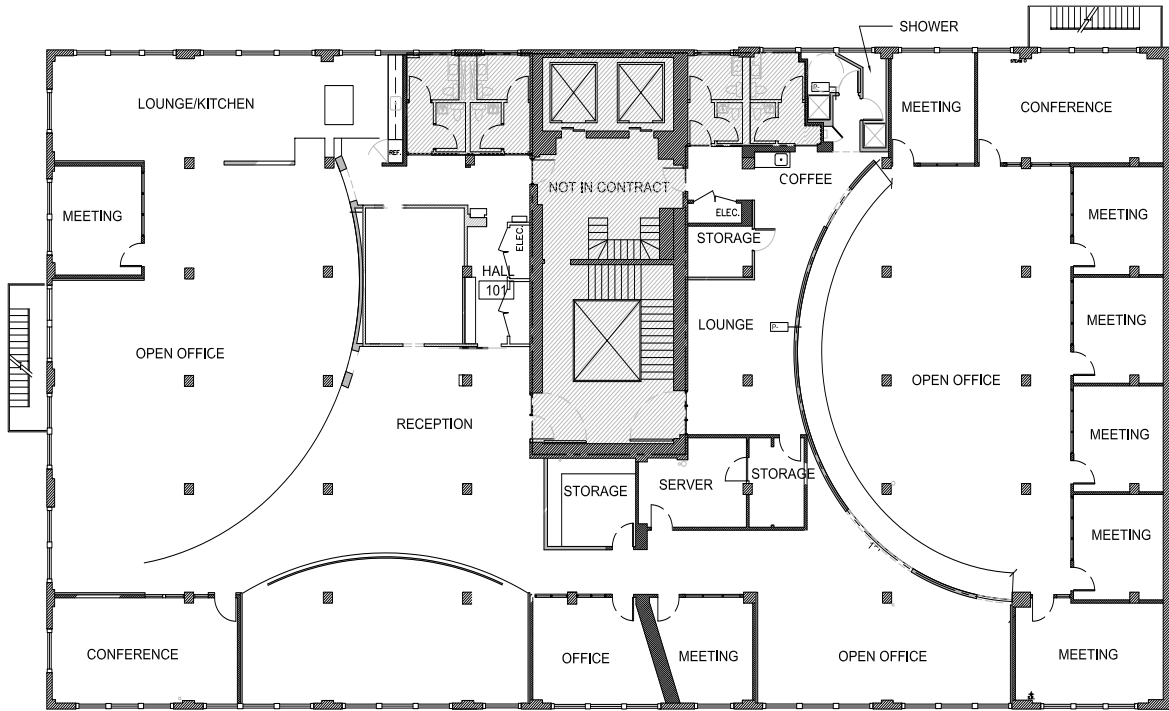 SHOWER
LOUNGE/KITCHEN
MEETING
CONFERENCE
REF.
NOT IN CONTRACT
COFFEE
MEETING
ELEC.
MEETING
ELEC.
STORAGE
HALL
101
LOUNGE
P-
P-
MEETING
OPEN OFFICE
OPEN OFFICE
RECEPTION
MEETING
STORAGE
SERVER
STORAGE
MEETING
CONFERENCE
OFFICE
MEETING
OPEN OFFICE
MEETING